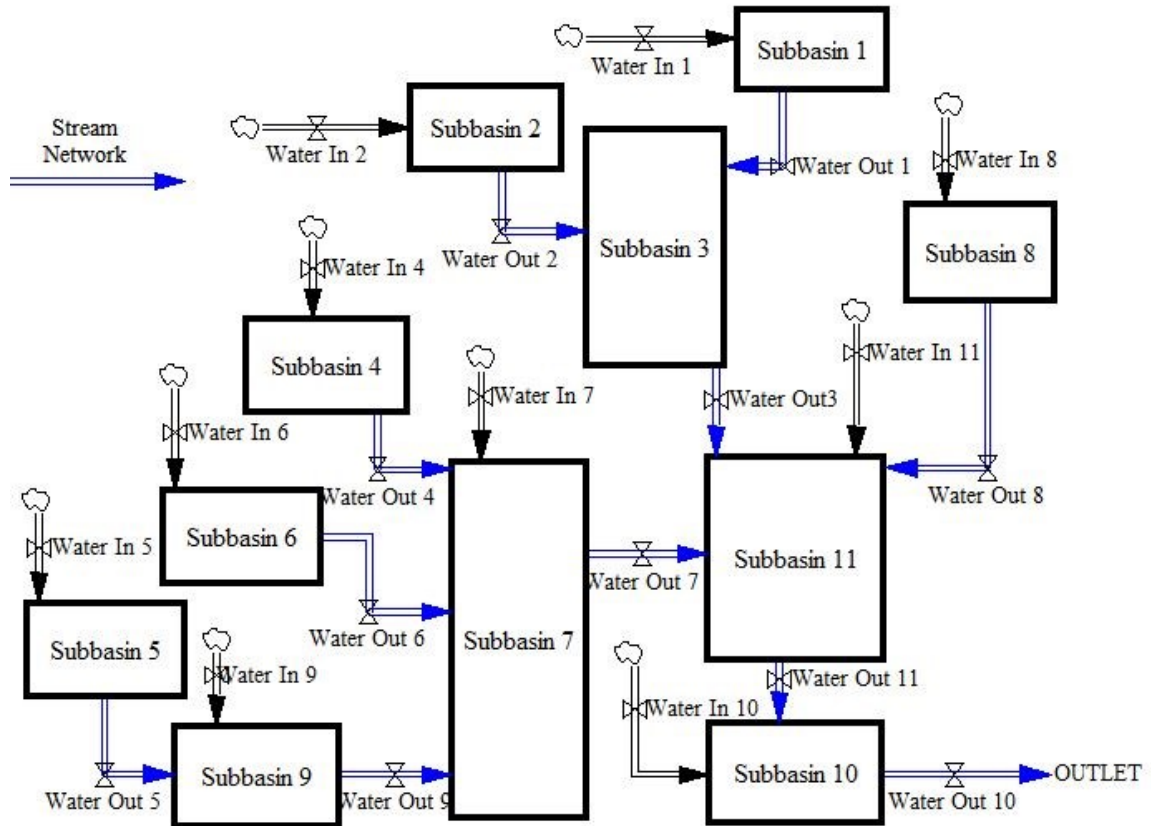 Subbasin 1
Water In 1
Subbasin 2
Water In 2
Stream
Network
Water Out 1
Water In 8
Water Out 2
Subbasin 3
Subbasin 8
Water In 4
Subbasin 4
Water In 11
Water In 7
Water Out3
Water In 6
Water Out 4
Water Out 8
Subbasin 6
Water In 5
Subbasin 11
Water Out 7
Water Out 6
Subbasin 7
Subbasin 5
Water In 9
Water Out 11
Water In 10
Subbasin 9
Subbasin 10
OUTLET
Water Out 5
Water Out 9
Water Out 10